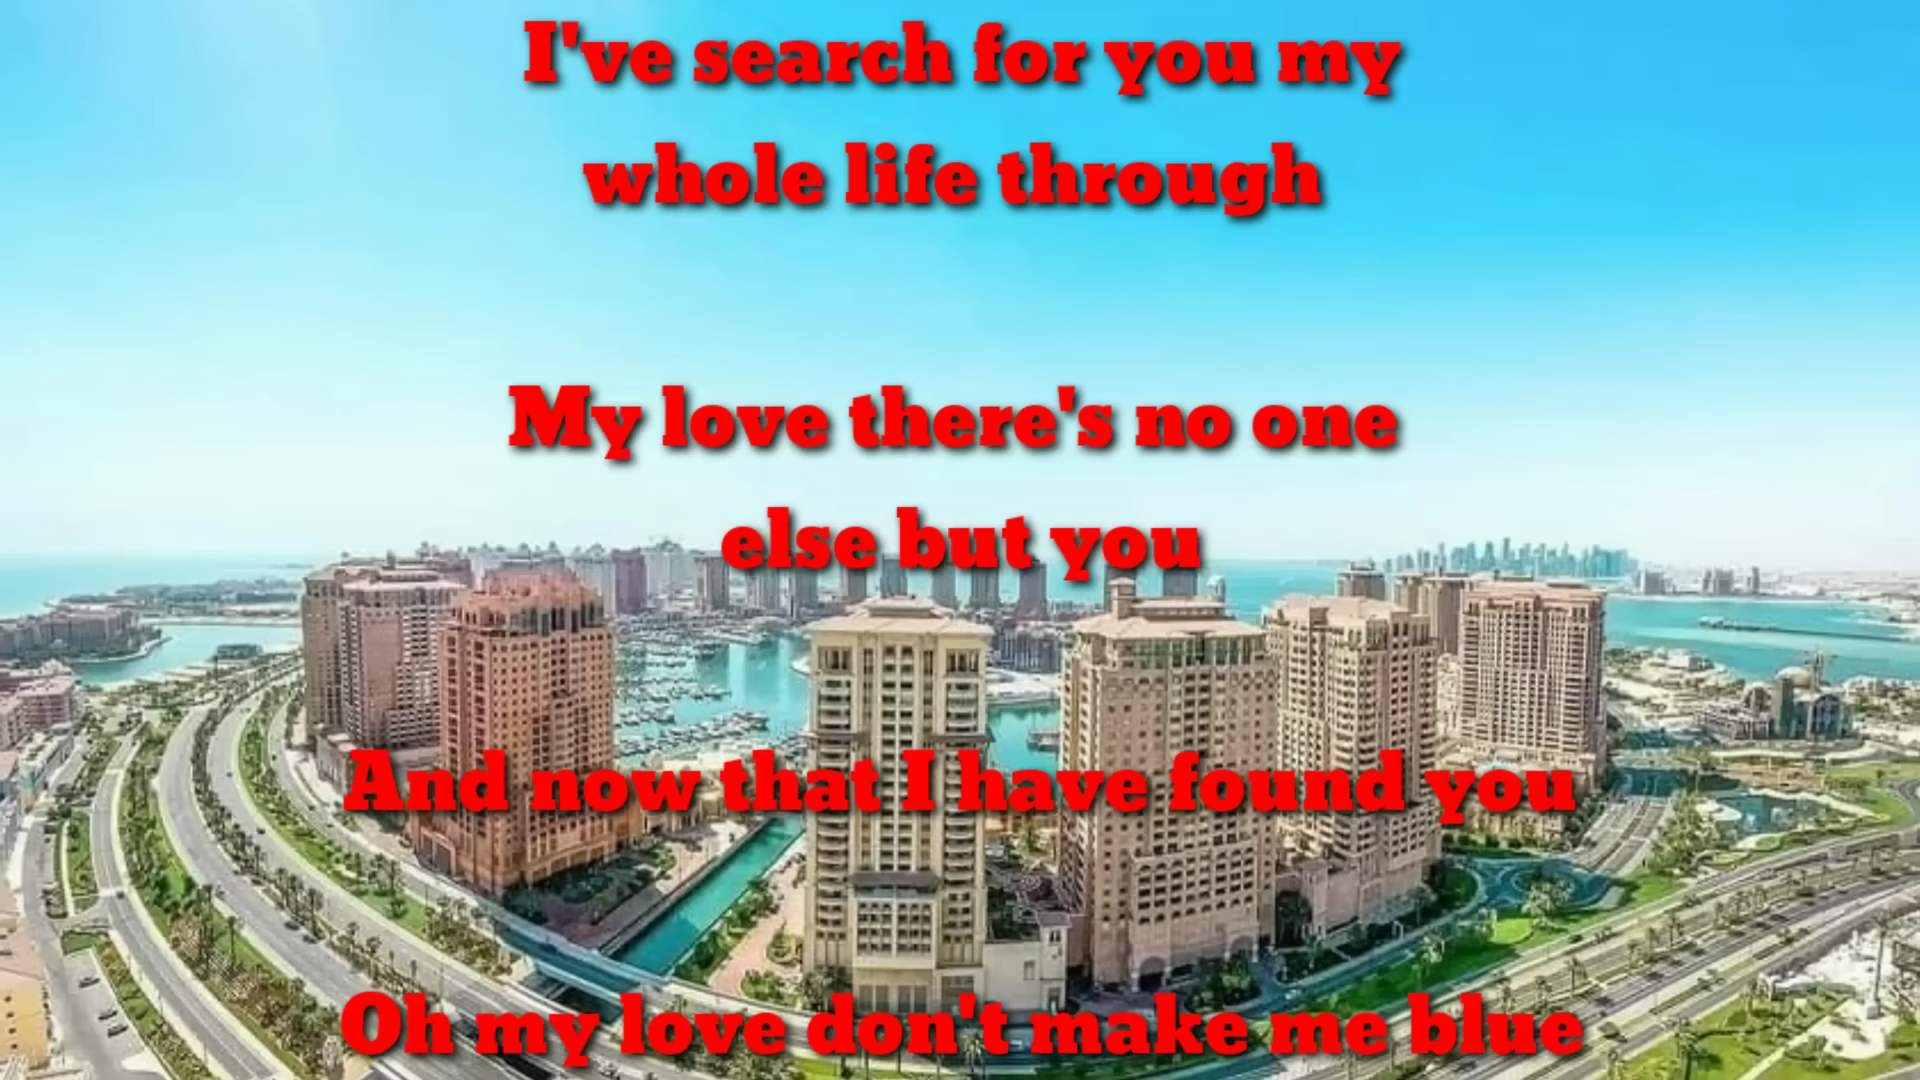 I've search for you my
whole life through
My love there's no one
else but you
And now that I have found you
Oh my love don't make me blue